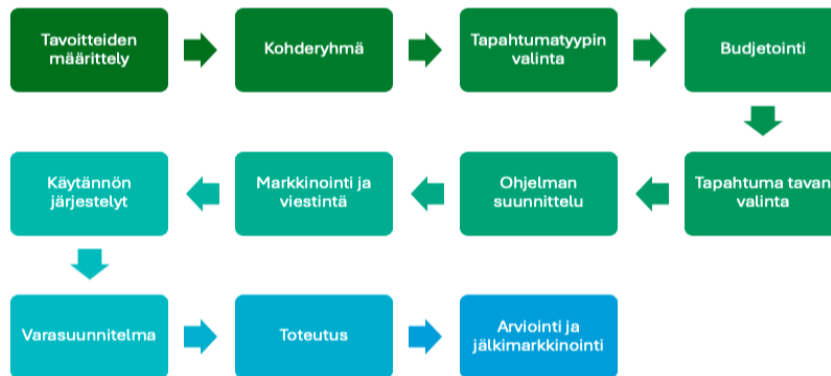 Tavoitteiden
määrittely
Kohderyhmä
Tapahtumatyypin
valinta
Budjetointi
Tapahtuma tavan
valinta
Ohjelman
suunnittelu
Markkinointi ja
viestintä
Käytännön
järjestelyt
Varasuunnitelma
Toteutus
Arviointi ja
jälkimarkkinointi